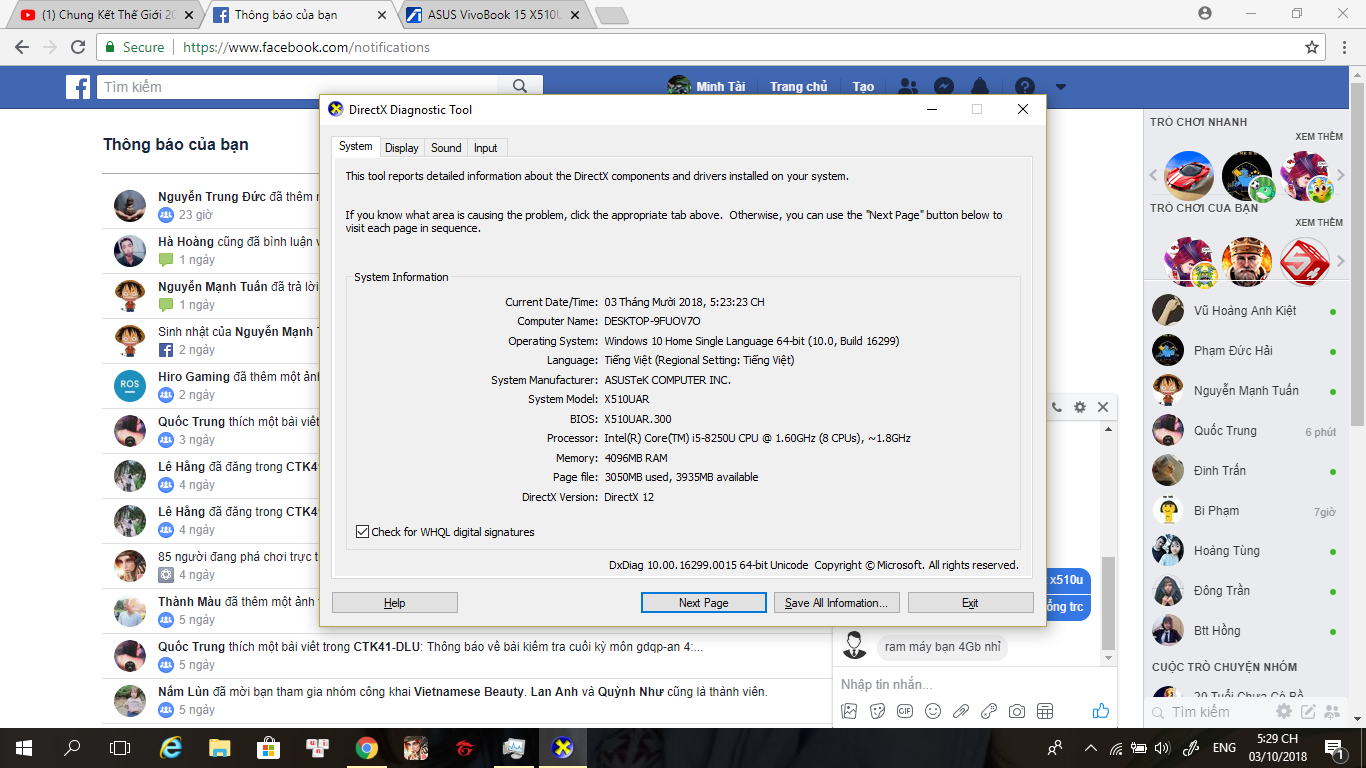 (1) Chung Kết Thế Giới 20
Thông báo của bạn
ASUS VivoBook 15 X510U
Secure
https://www.facebook.com/notifications
Tìm kiếm
Minh Tài
Trang chủ
Tạo
Thông báo của bạn
Nguyễn Trung Đức đã thêm
23 giờ
Hà Hoàng cũng đã bình luận
1 ngày
Nguyễn Mạnh Tuấn đã trả lời
1 ngày
Sinh nhật của Nguyễn Mạnh
2 ngày
ROS
Hiro Gaming đã thêm một ản
2 ngày
Quốc Trung thích một bài viết
3 ngày
Lê Hằng đã đăng trong CTK41
4 ngày
Lê Hằng đã đăng trong CTK41
4 ngày
85 người đang phá chơi trực t
4 ngày
Thành Màu đã thêm một ảnh
5 ngày
Quốc Trung thích một bài viết trong CTK41-DLU: Thông báo về bài kiểm tra cuối kỳ môn gdqp-an 4:...
5 ngày
Nấm Lùn đã mời bạn tham gia nhóm công khai Vietnamese Beauty. Lan Anh và Quỳnh Như cũng là thành viên.
5 ngày
DirectX Diagnostic Tool
System
Display
Sound
Input
This tool reports detailed information about the DirectX components and drivers installed on your system.
If you know what area is causing the problem, click the appropriate tab above. Otherwise, you can use the "Next Page" button below to
visit each page in sequence.
System Information
Current Date/Time: 03 Tháng Mười 2018, 5:23:23 CH
Computer Name: DESKTOP-9FUOV7O
Operating System: Windows 10 Home Single Language 64-bit (10.0, Build 16299)
Language: Tiếng Việt (Regional Setting: Tiếng Việt)
System Manufacturer: ASUSTeK COMPUTER INC.
System Model: X510UAR
BIOS: X510UAR.300
Processor: Intel(R) Core(TM) i5-8250U CPU @ 1.60GHz (8 CPUs), ~1.8GHz
Memory: 4096MB RAM
Page file: 3050MB used, 3935MB available
DirectX Version: DirectX 12
Check for WHQL digital signatures
DxDiag 10.00.16299.0015 64-bit Unicode Copyright © Microsoft. All rights reserved.
Help
Next Page
Save All Information...
Exit
x510u
ống trc
ram máy bạn 4Gb nhỉ
Nhập tin nhắn...
GIF
TRÒ CHƠI NHANH
XEM THÊM
TRÒ CHƠI CỦA BẠN
XEM THÊM
Vũ Hoàng Anh Kiệt
Phạm Đức Hải
Nguyễn Mạnh Tuấn
Quốc Trung
6 phút
Đinh Trấn
Bi Phạm
7giờ
Hoàng Tùng
Đông Trần
Btt Hồng
CUỘC TRÒ CHUYỆN NHÓM
20 Tuổi Chưa Có Bồ
Tìm kiếm
ENG
5:29 CH
03/10/2018
1